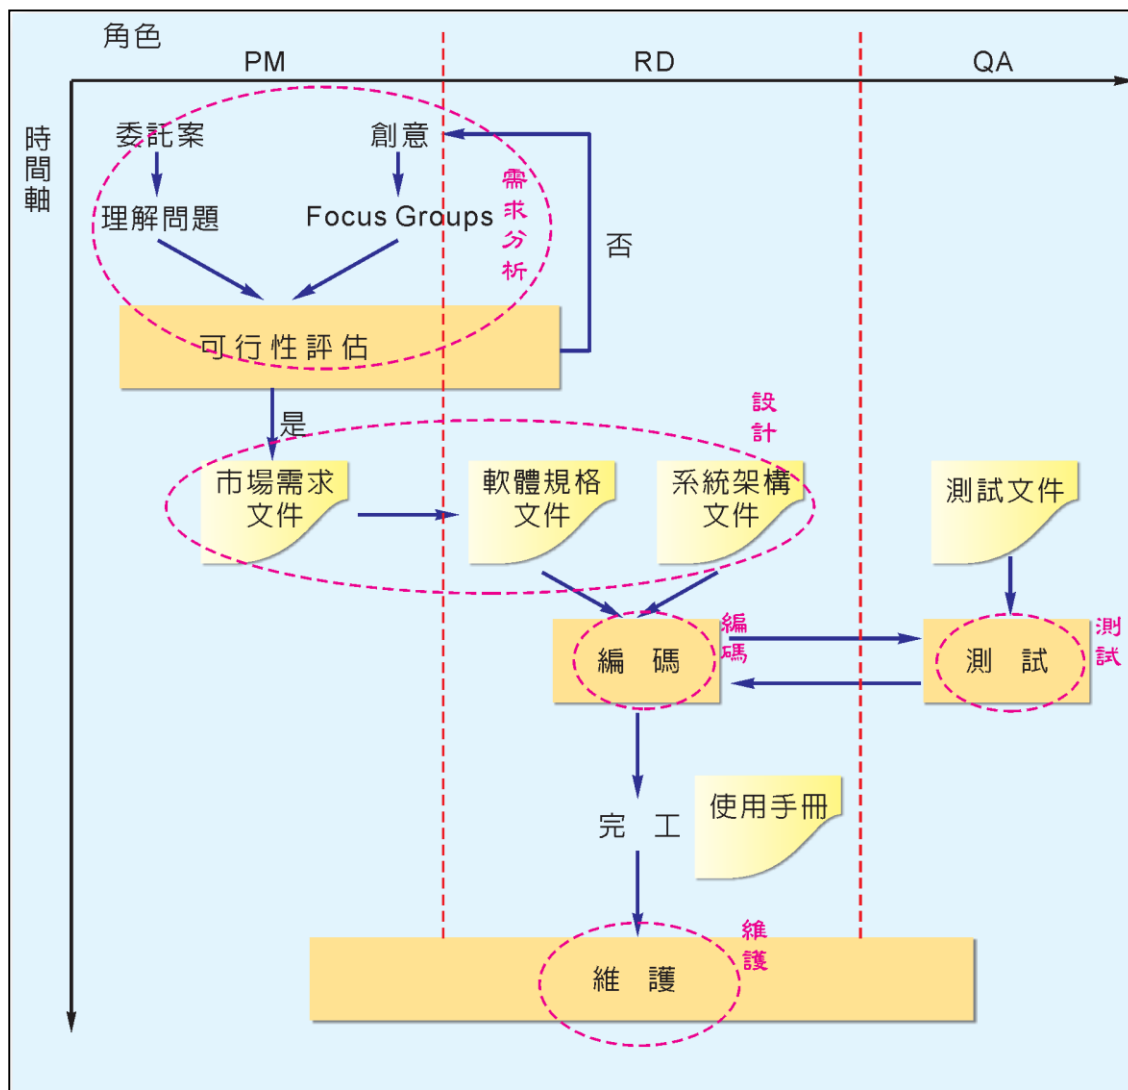 角色
PM
RD
QA
時間軸
委託案
創意
理解問題
Focus Groups
需求分析
否
可行性評估
是
設計
市場需求
文件
軟體規格
文件
系統架構
文件
測試文件
編碼
編碼
測試
測試
完工
使用手冊
維護
維護